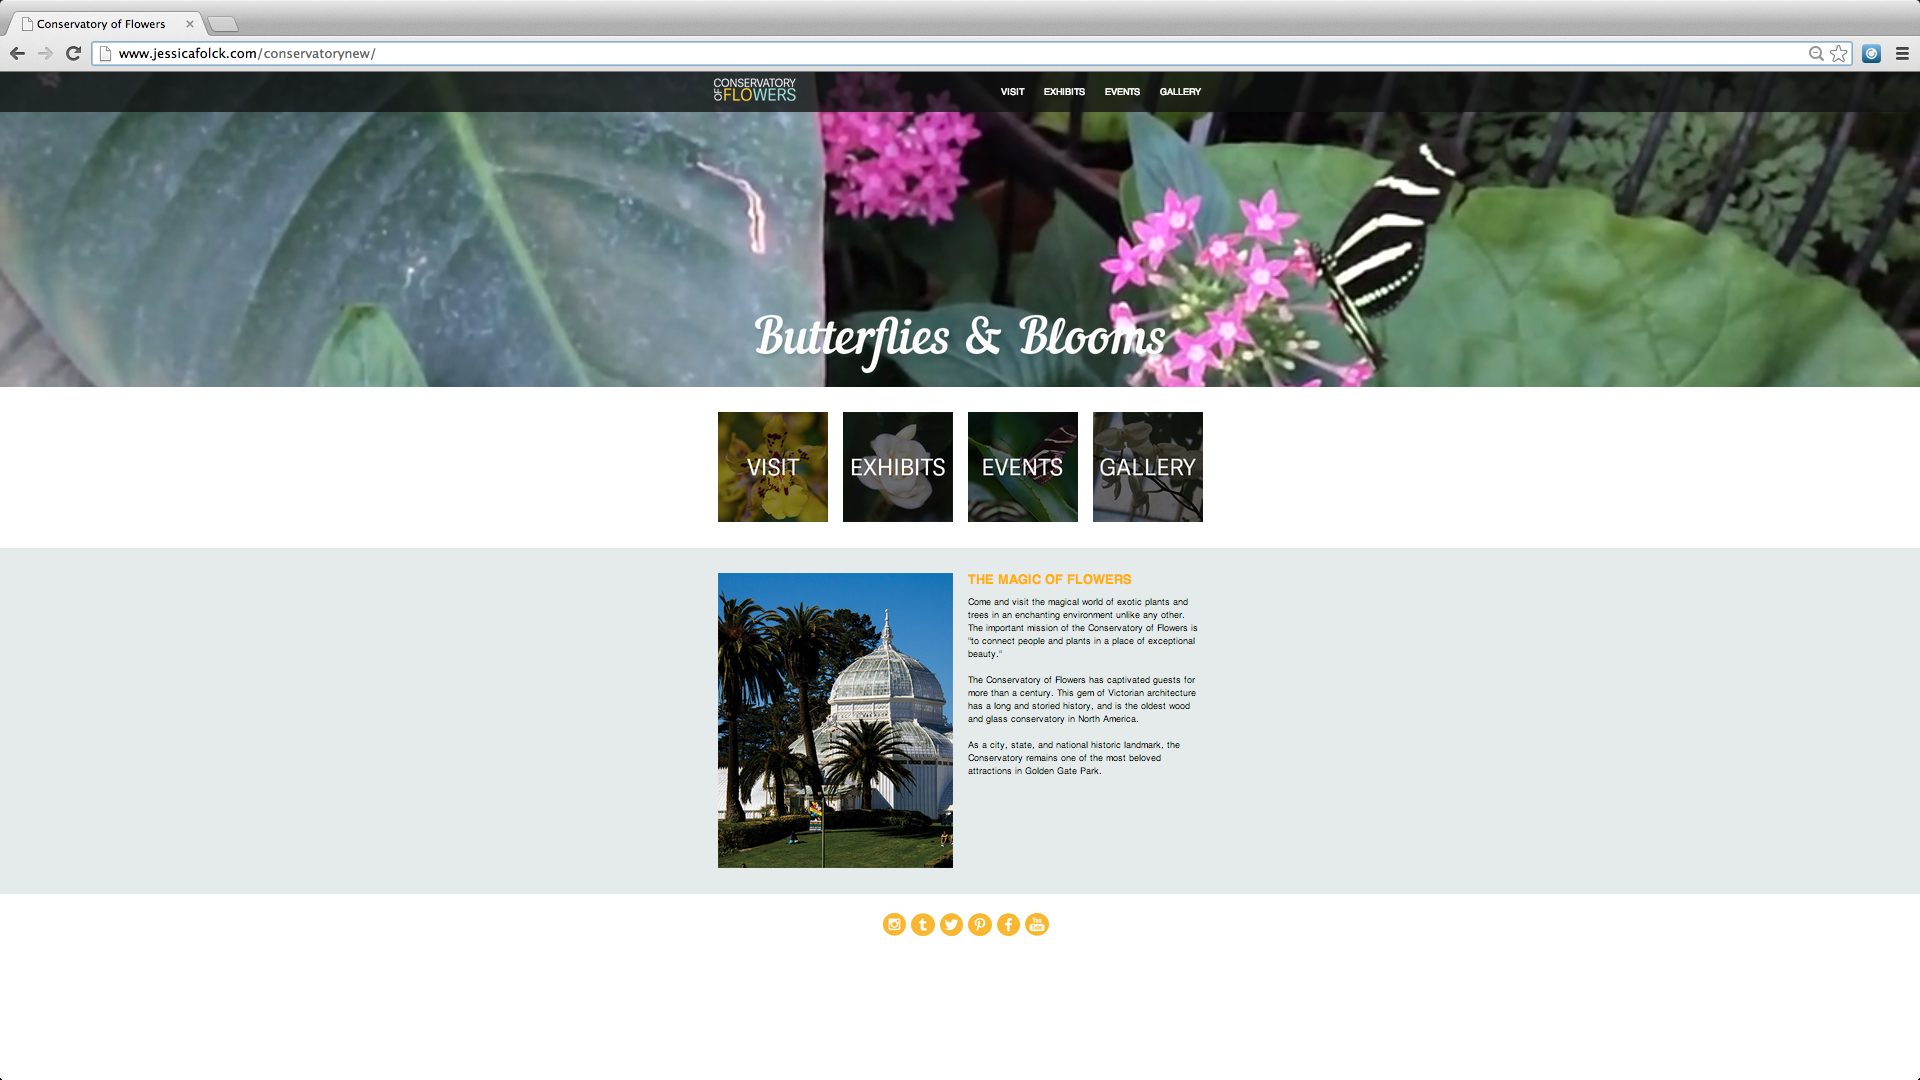 Conservatory of Flowers
www.jessicafolck.com/conservatorynew/
CONSERVATORY
OF FLOWERS
VISIT
EXHIBITS
EVENTS
GALLERY
Butterflies & Blooms
VISIT
EXHIBITS
EVENTS
GALLERY
THE MAGIC OF FLOWERS
Come and visit the magical world of exotic plants and
trees in an enchanting environment unlike any other.
The important mission of the Conservatory of Flowers is
"to connect people and plants in a place of exceptional
beauty."
The Conservatory of Flowers has captivated guests for
more than a century. This gem of Victorian architecture
has a long and storied history, and is the oldest wood
and glass conservatory in North America.
As a city, state, and national historic landmark, the
Conservatory remains one of the most beloved
attractions in Golden Gate Park.
You
Tube